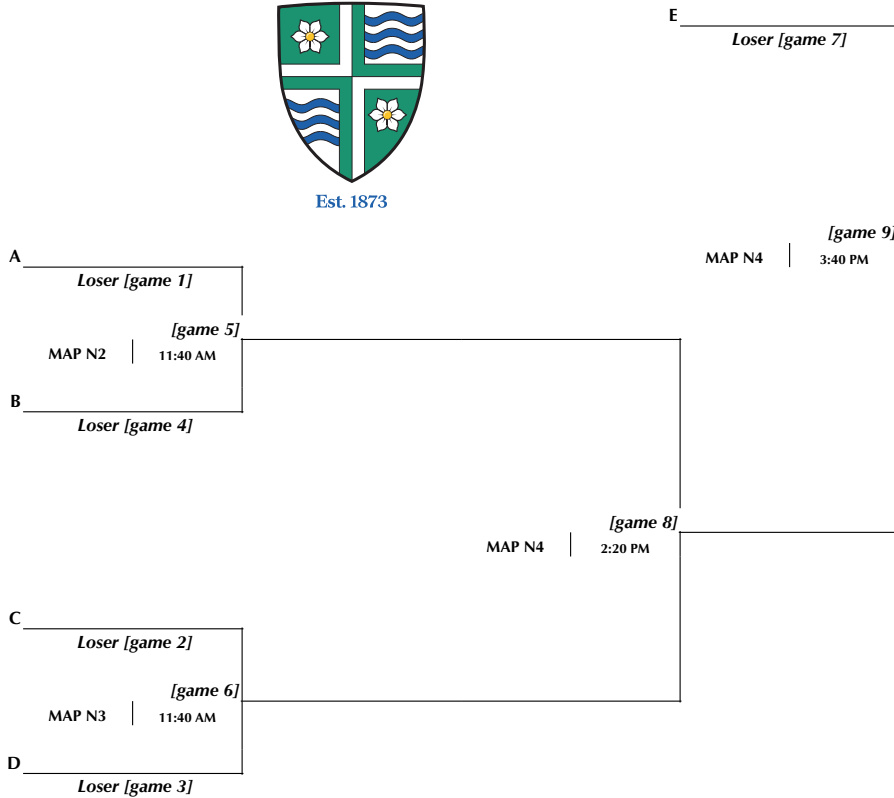 E
Loser [game 7]
Est. 1873
[game 9]
MAP N4 3:40 PM
A
Loser [game 1]
[game 5]
MAP N2 11:40 AM
B
Loser [game 4]
[game 8]
MAP N4 2:20 PM
C
Loser [game 2]
[game 6]
MAP N3 11:40 AM
D
Loser [game 3]